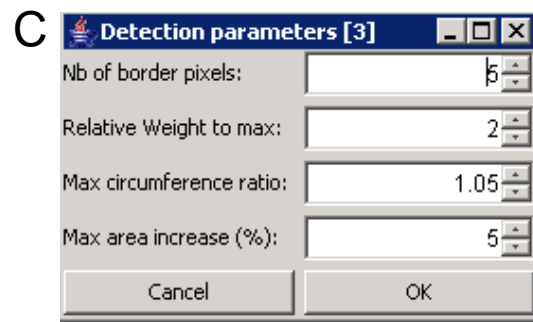 C
Detection parameters [3]
Nb of border pixels: 5
Relative Weight to max: 2
Max circumference ratio: 1.05
Max area increase (%): 5
Cancel OK